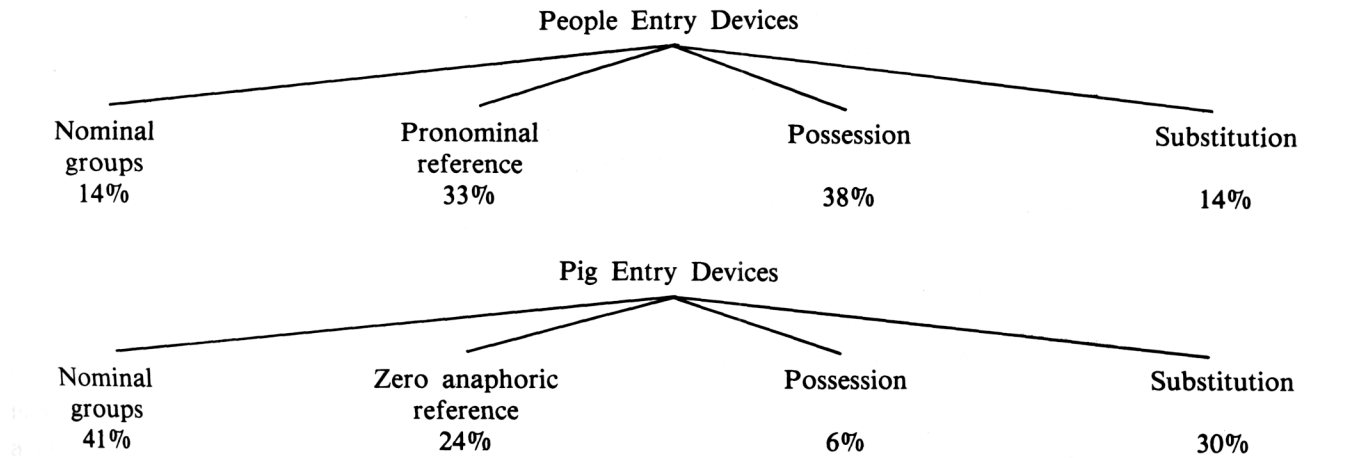 People Entry Devices
Nominal groups 14%
Pronominal reference 33%
Possession 38%
Substitution 14%
Pig Entry Devices
Nominal groups 41%
Zero anaphoric reference 24%
Possession 6%
Substitution 30%